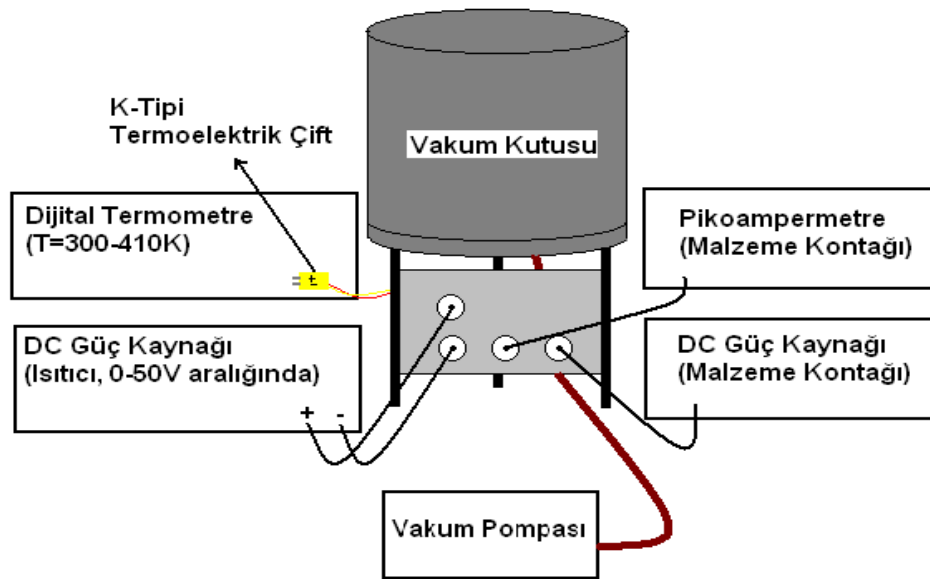 K-Tipi
Termoelektrik Çift
Vakum Kutusu
Dijital Termometre
(T=300-410K)
Pikoampermetre
(Malzeme Kontağı)
DC Güç Kaynağı
(Isıtıcı, 0-50V aralığında)
+ -
DC Güç Kaynağı
(Malzeme Kontağı)
Vakum Pompası